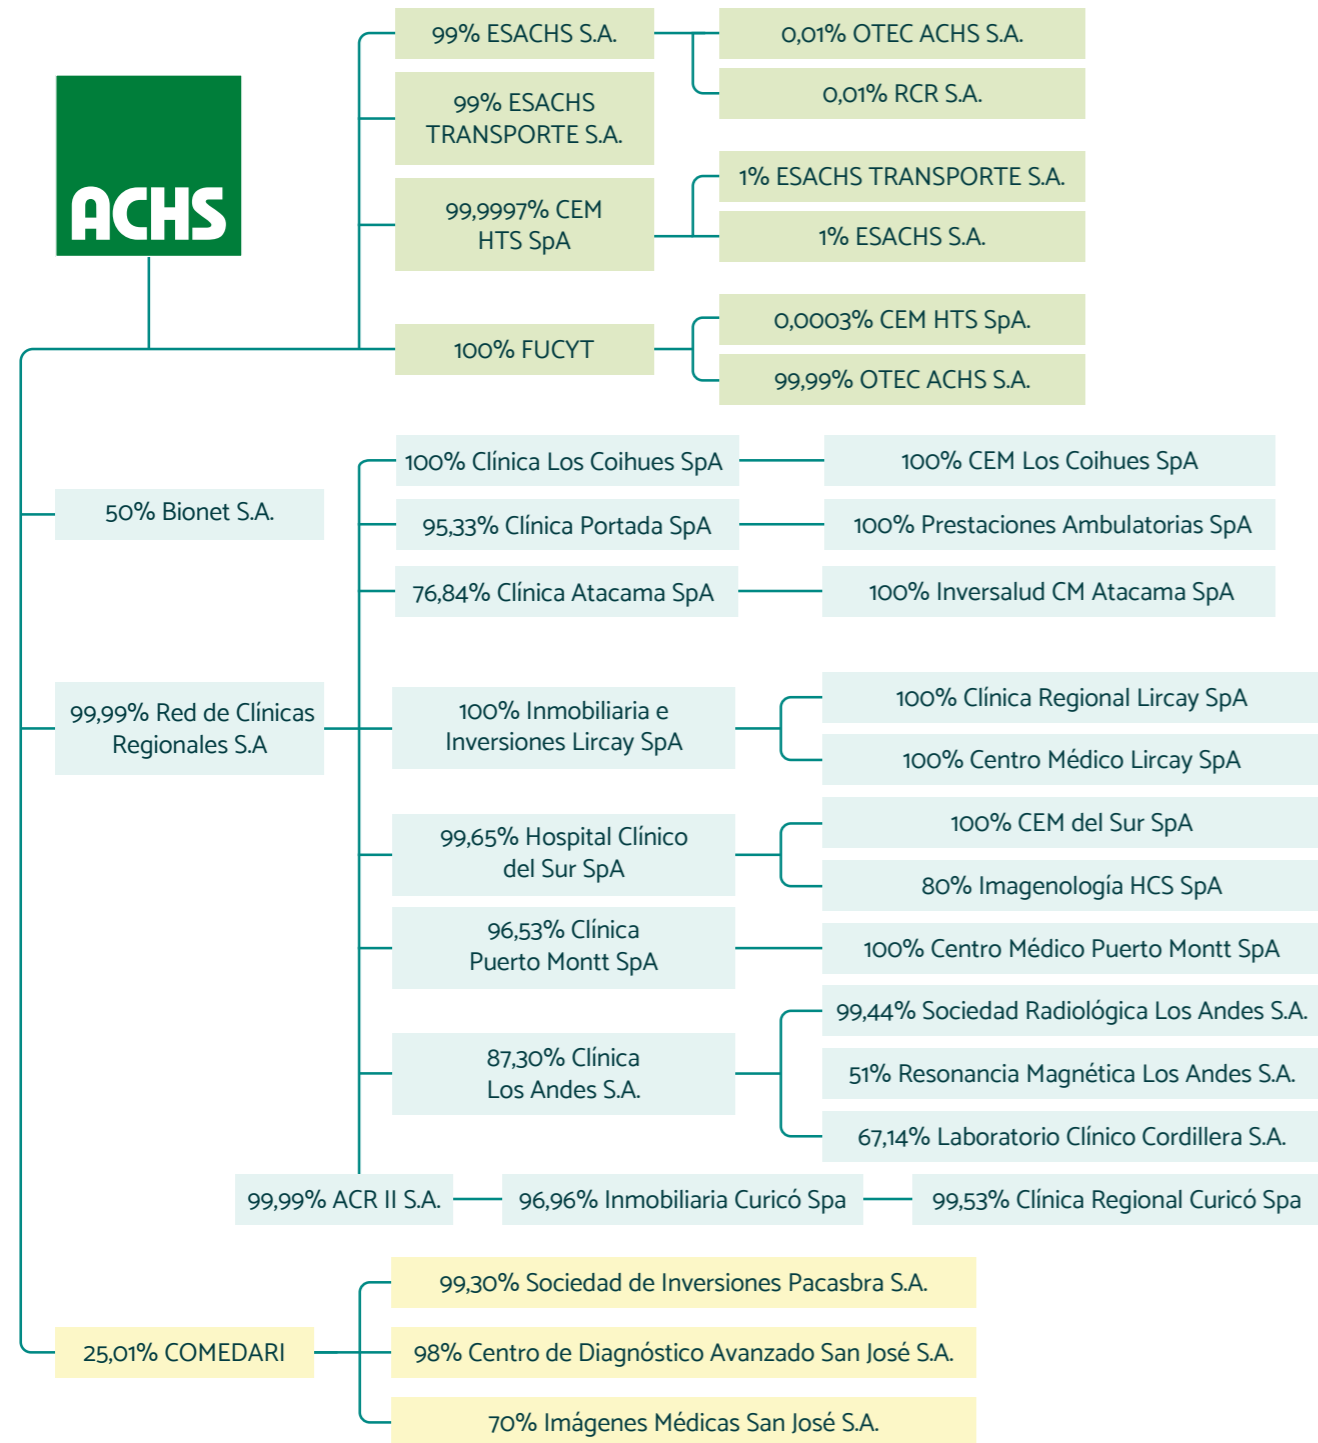 ACHS
99% ESACHS S.A.
0,01% OTEC ACHS S.A.
0,01% RCR S.A.
99% ESACHS
TRANSPORTE S.A.
99,9997% CEM
HTS SpA
1% ESACHS TRANSPORTE S.A.
1% ESACHS S.A.
100% FUCYT
0,0003% CEM HTS SpA.
99,99% OTEC ACHS S.A.
50% Bionet S.A.
99,99% Red de Clínicas
Regionales S.A
100% Clínica Los Coihues SpA
100% CEM Los Coihues SpA
95,33% Clínica Portada SpA
100% Prestaciones Ambulatorias SpA
76,84% Clínica Atacama SpA
100% Inversalud CM Atacama SpA
100% Inmobiliaria e
Inversiones Lircay SpA
100% Clínica Regional Lircay SpA
100% Centro Médico Lircay SpA
99,65% Hospital Clínico
del Sur SpA
100% CEM del Sur SpA
80% Imagenología HCS SpA
96,53% Clínica
Puerto Montt SpA
100% Centro Médico Puerto Montt SpA
87,30% Clínica
Los Andes S.A.
99,44% Sociedad Radiológica Los Andes S.A.
51% Resonancia Magnética Los Andes S.A.
67,14% Laboratorio Clínico Cordillera S.A.
99,99% ACR II S.A.
96,96% Inmobiliaria Curicó Spa
99,53% Clínica Regional Curicó Spa
25,01% COMEDARI
99,30% Sociedad de Inversiones Pacasbra S.A.
98% Centro de Diagnóstico Avanzado San José S.A.
70% Imágenes Médicas San José S.A.